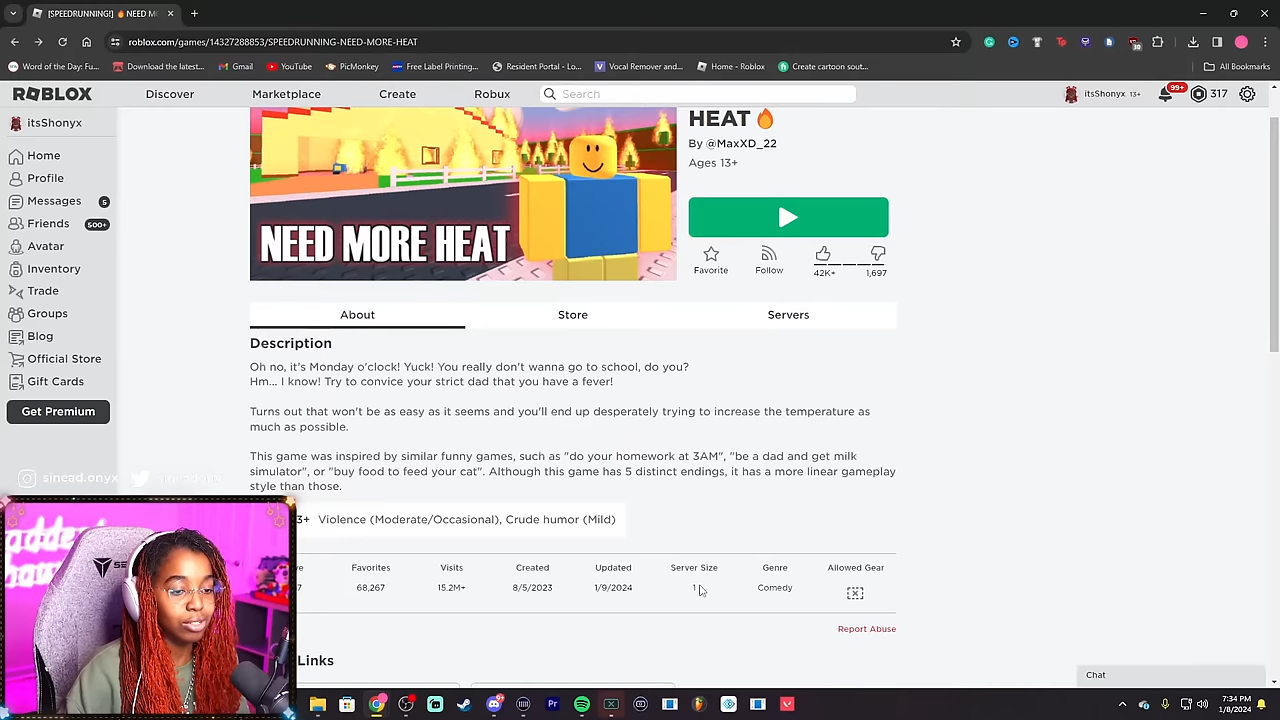 [SPEEDRUNNING!] 🔥 NEED M
roblox.com/games/14327288853/SPEEDRUNNING-NEED-MORE-HEAT
Word of the Day: Fu...
Download the latest...
Gmail
YouTube
PicMonkey
Free Label Printing...
Resident Portal - Lo...
Vocal Remover and...
Home - Roblox
Create cartoon sout...
All Bookmarks
ROBLOX
Discover
Marketplace
Create
Robux
Search
itsShonyx 13+
99+
317
itsShonyx
Home
Profile
Messages 5
Friends 500+
Avatar
Inventory
Trade
Groups
Blog
Official Store
Gift Cards
Get Premium
NEED MORE HEAT
HEAT🔥
By @MaxXD_22
Ages 13+
Favorite
Follow
42K+
1,697
About
Store
Servers
Description
Oh no, it's Monday o'clock! Yuck! You really don't wanna go to school, do you?
Hm... I know! Try to convice your strict dad that you have a fever!
Turns out that won't be as easy as it seems and you'll end up desperately trying to increase the temperature as
much as possible.
This game was inspired by similar funny games, such as "do your homework at 3AM", "be a dad and get milk
simulator", or "buy food to feed your cat". Although this game has 5 distinct endings, it has a more linear gameplay
style than those.
3+ Violence (Moderate/Occasional), Crude humor (Mild)
Favorites
Visits
Created
Updated
Server Size
Genre
Allowed Gear
68,267
15.2M+
8/5/2023
1/9/2024
1
Comedy
Report Abuse
Links
sinead.onyx
Chat
7:34 PM
1/8/2024